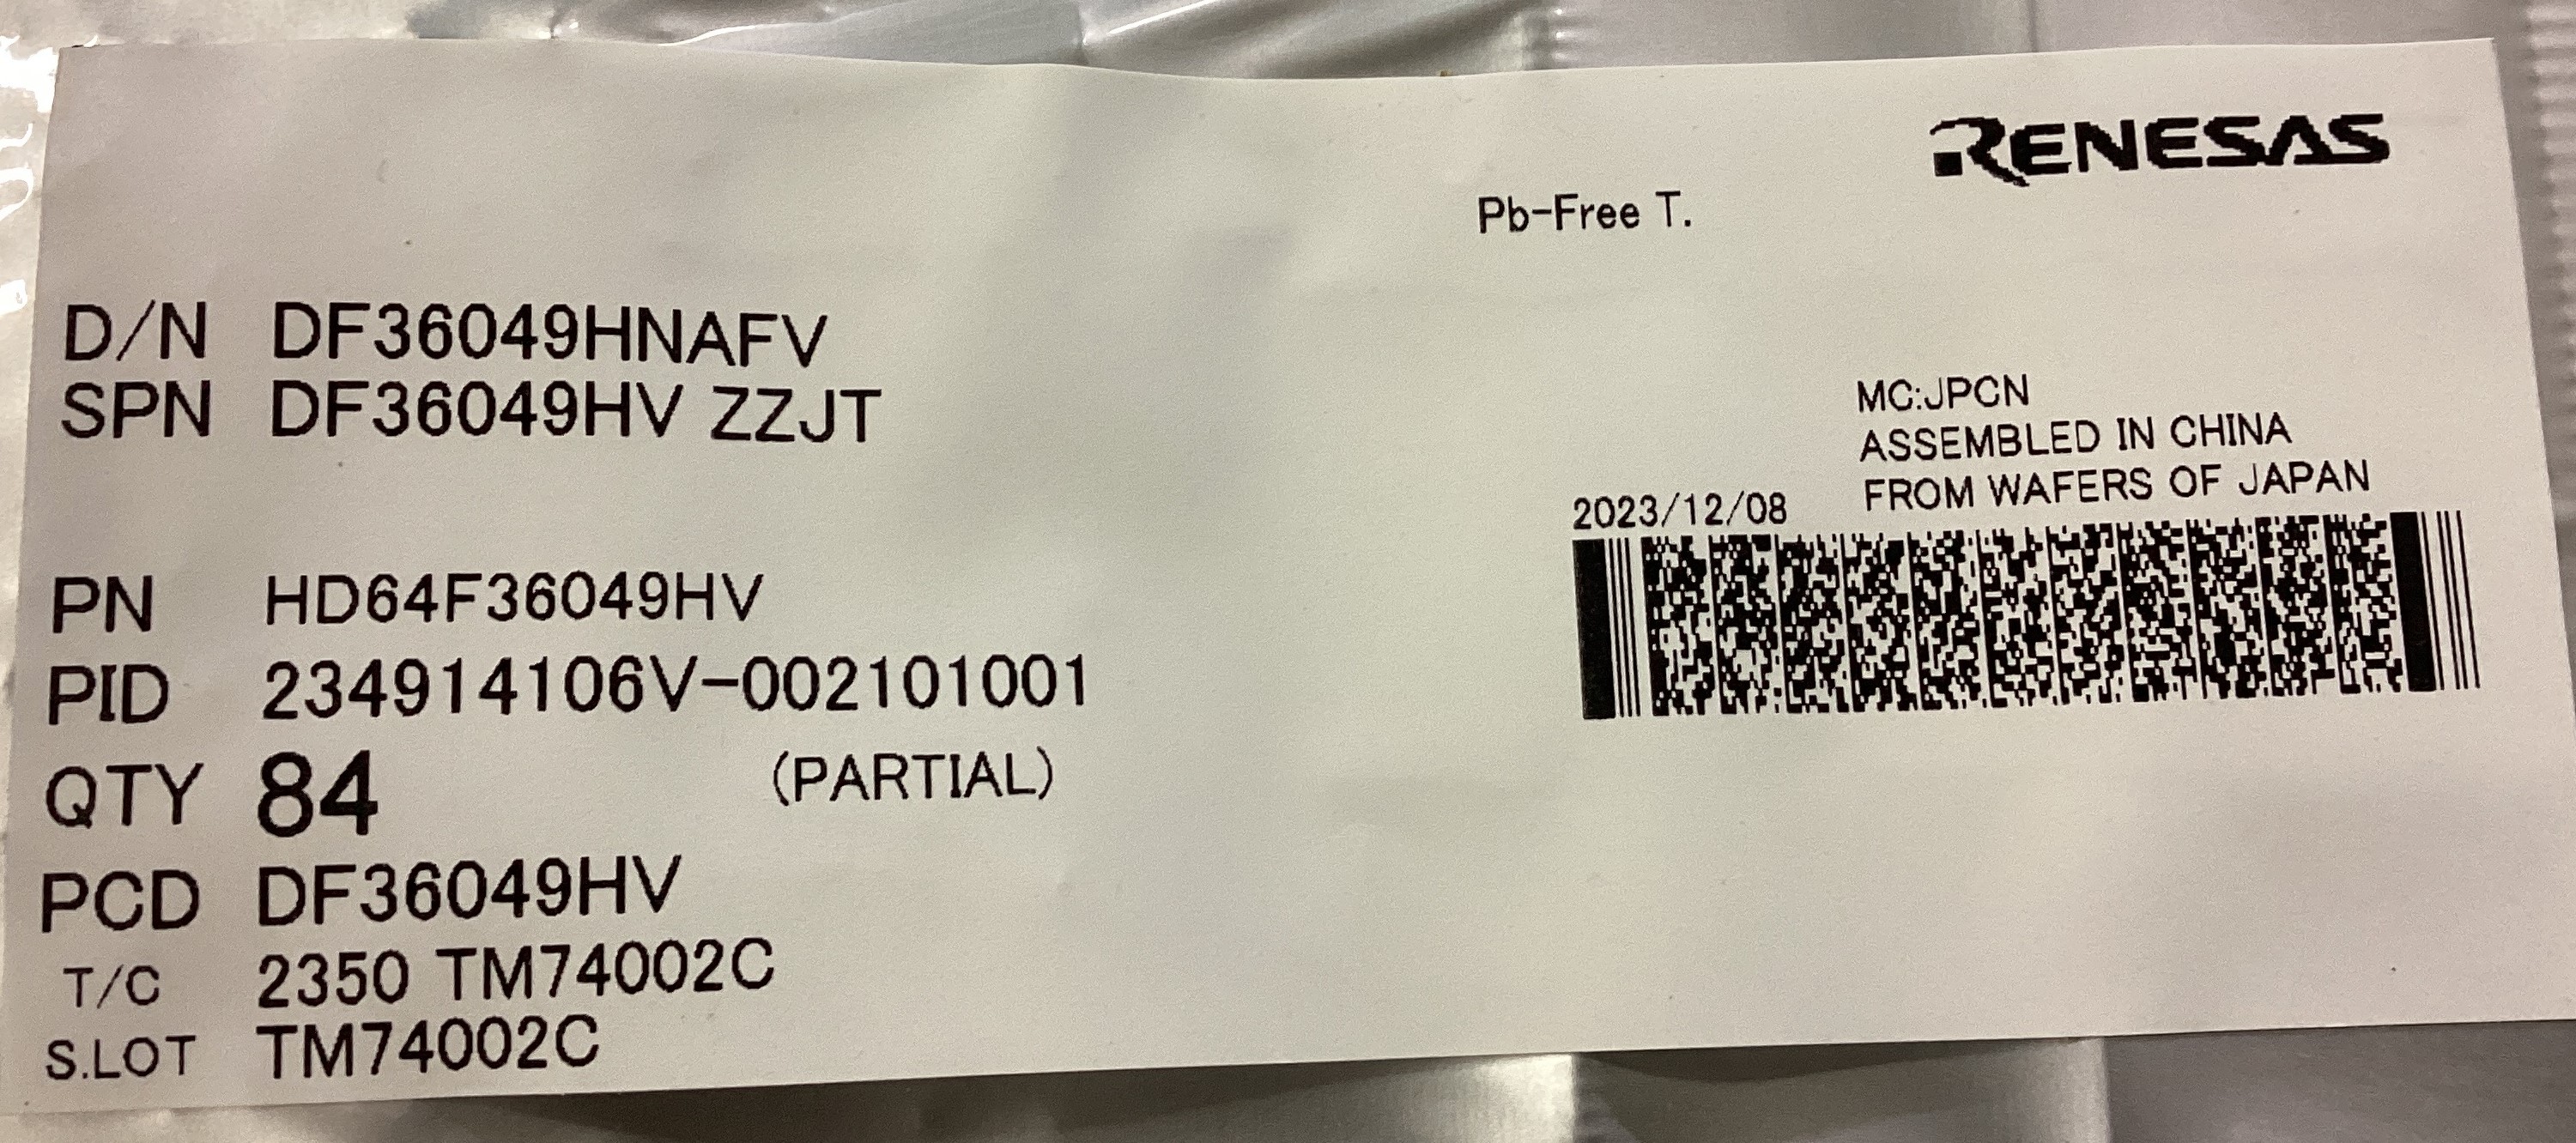 RENESAS
Pb-Free T.
D/N DF36049HNAFV
SPN DF36049HV ZZJT
MC:JPCN
ASSEMBLED IN CHINA
FROM WAFERS OF JAPAN
2023/12/08
PN HD64F36049HV
PID 234914106V-002101001
QTY 84 (PARTIAL)
PCD DF36049HV
T/C 2350 TM74002C
S.LOT TM74002C